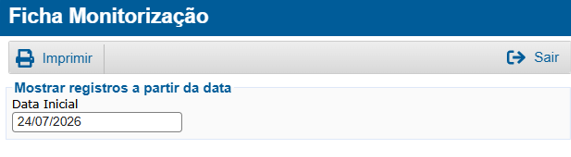 Ficha Monitorização
Imprimir Sair
Mostrar registros a partir da data
Data Inicial
24/07/2026